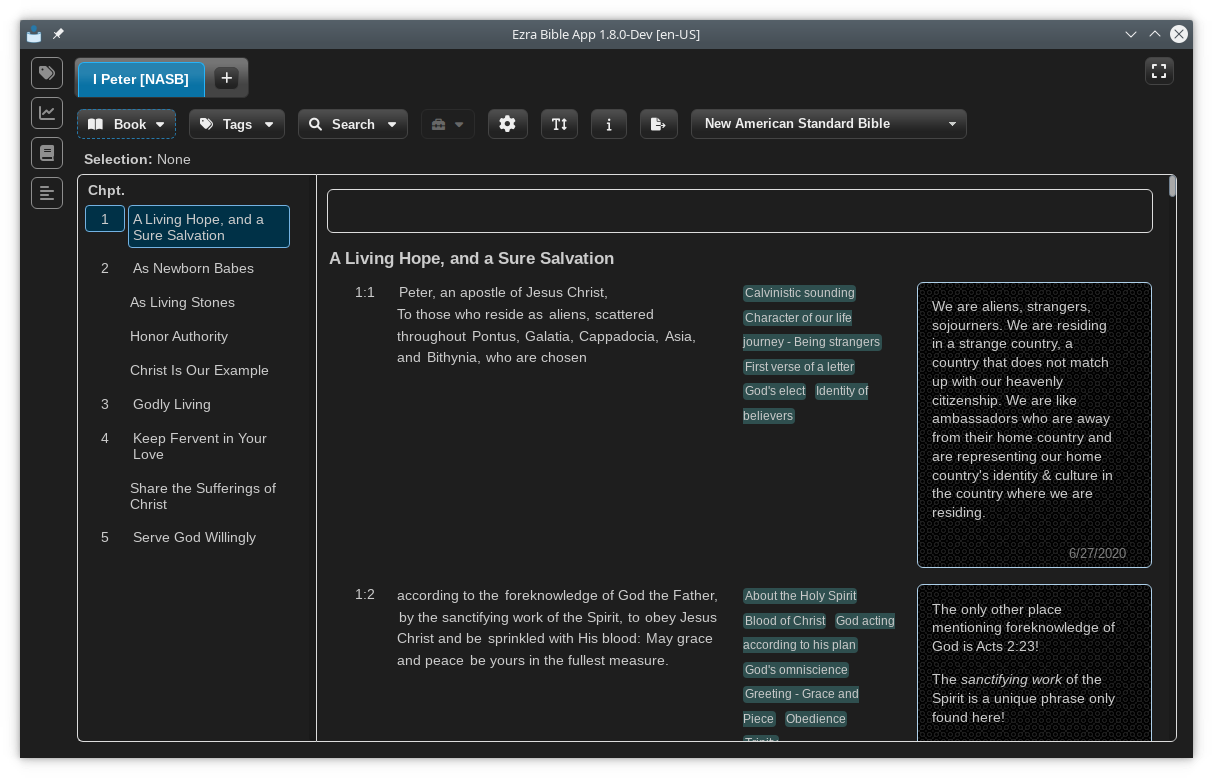 Ezra Bible App 1.8.0-Dev [en-US]
I Peter [NASB]
Book
Tags
Search
New American Standard Bible
Selection: None
Chpt.
1 A Living Hope, and a
Sure Salvation
2 As Newborn Babes
As Living Stones
Honor Authority
Christ Is Our Example
3 Godly Living
4 Keep Fervent in Your
Love
Share the Sufferings of
Christ
5 Serve God Willingly
A Living Hope, and a Sure Salvation
1:1 Peter, an apostle of Jesus Christ,
To those who reside as aliens, scattered
throughout Pontus, Galatia, Cappadocia, Asia,
and Bithynia, who are chosen
Calvinistic sounding
Character of our life
journey - Being strangers
First verse of a letter
God's elect Identity of
believers
We are aliens, strangers,
sojourners. We are residing
in a strange country, a
country that does not match
up with our heavenly
citizenship. We are like
ambassadors who are away
from their home country and
are representing our home
country's identity & culture in
the country where we are
residing.
6/27/2020
1:2 according to the foreknowledge of God the Father,
by the sanctifying work of the Spirit, to obey Jesus
Christ and be sprinkled with His blood: May grace
and peace be yours in the fullest measure.
About the Holy Spirit
Blood of Christ God acting
according to his plan
God's omniscience
Greeting - Grace and
Piece Obedience
Trinity
The only other place
mentioning foreknowledge of
God is Acts 2:23!
The sanctifying work of the
Spirit is a unique phrase only
found here!